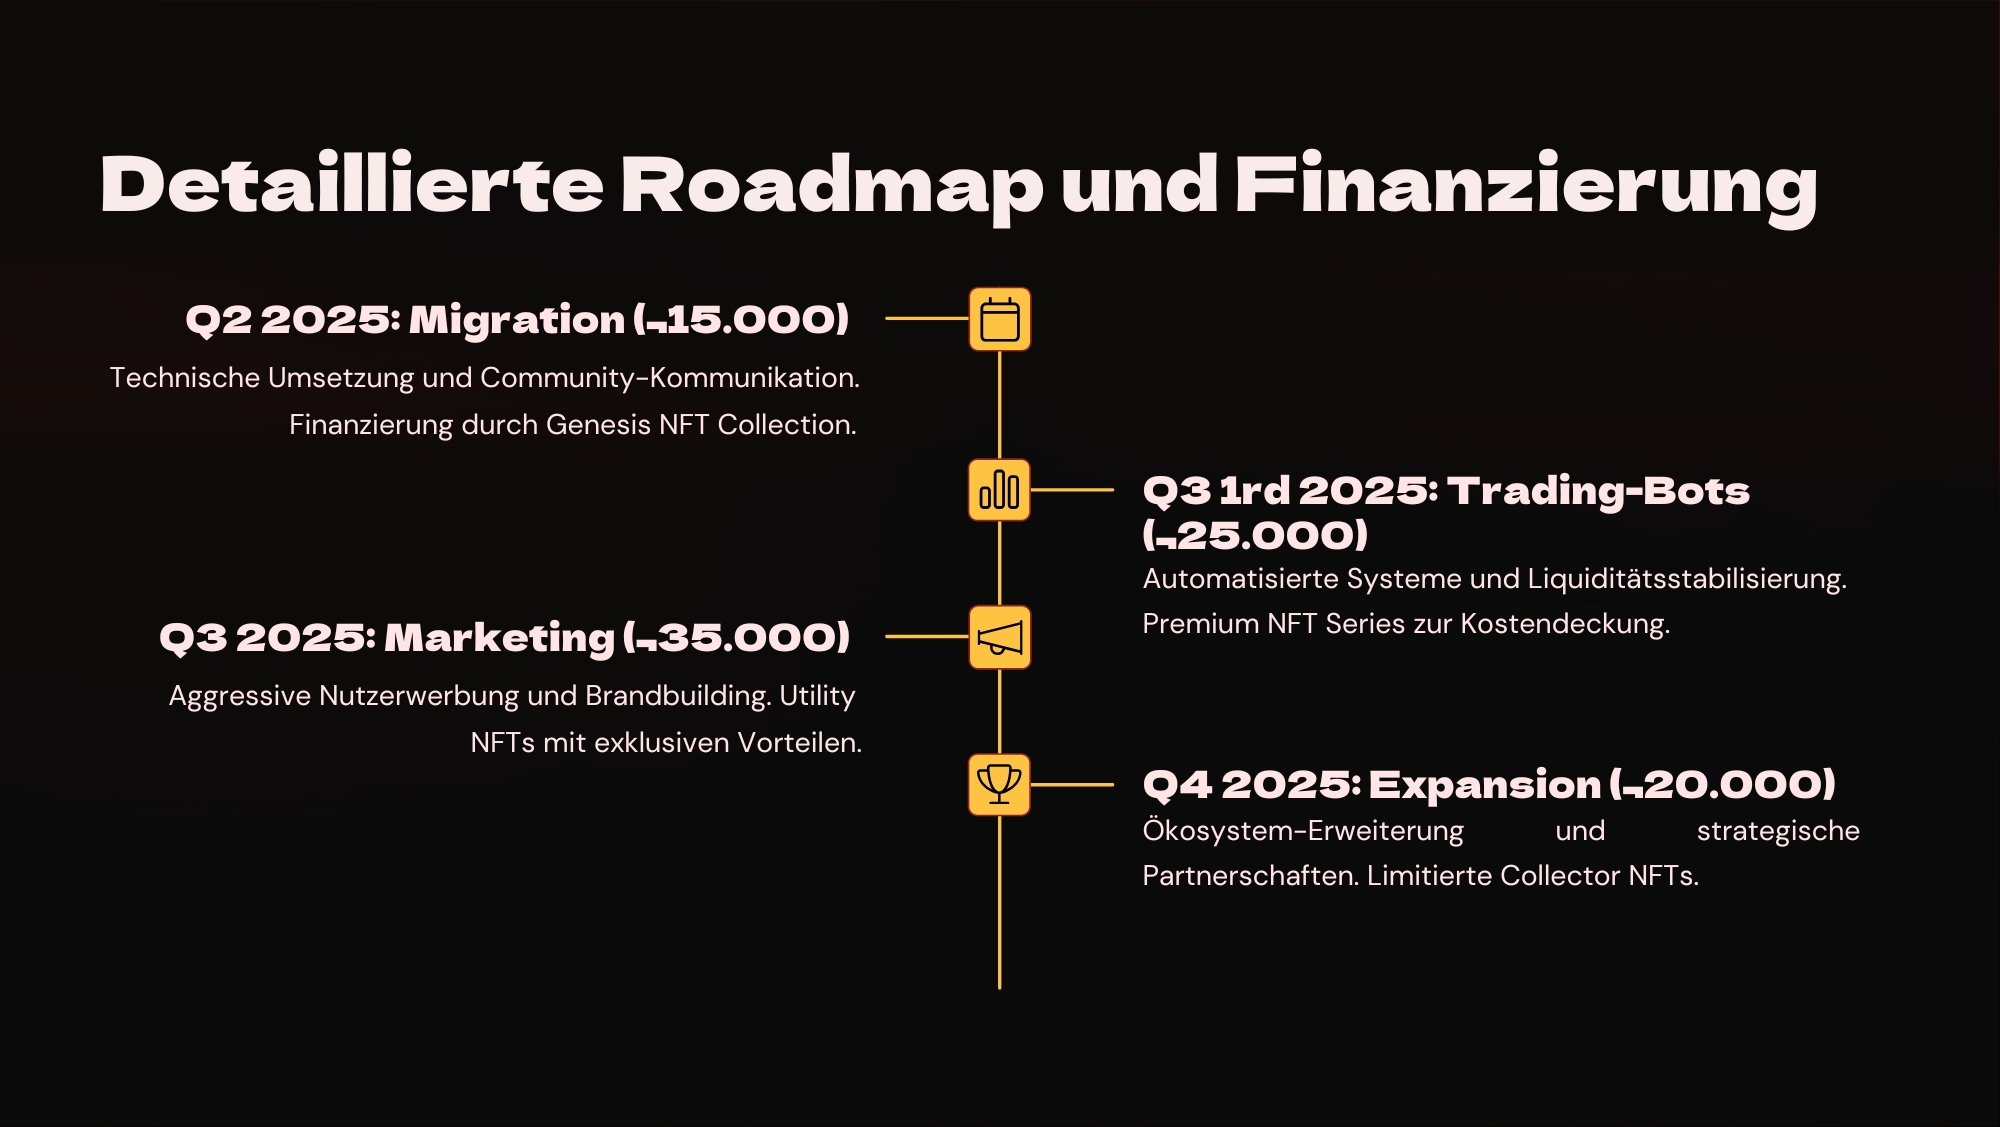 Detaillierte Roadmap und Finanzierung
Q2 2025: Migration (¬15.000)
Technische Umsetzung und Community-Kommunikation.
Finanzierung durch Genesis NFT Collection.
Q3 1rd 2025: Trading-Bots
(¬25.000)
Automatisierte Systeme und Liquiditätsstabilisierung.
Premium NFT Series zur Kostendeckung.
Q3 2025: Marketing (¬35.000)
Aggressive Nutzerwerbung und Brandbuilding. Utility
NFTs mit exklusiven Vorteilen.
Q4 2025: Expansion (¬20.000)
Ökosystem-Erweiterung und strategische
Partnerschaften. Limitierte Collector NFTs.